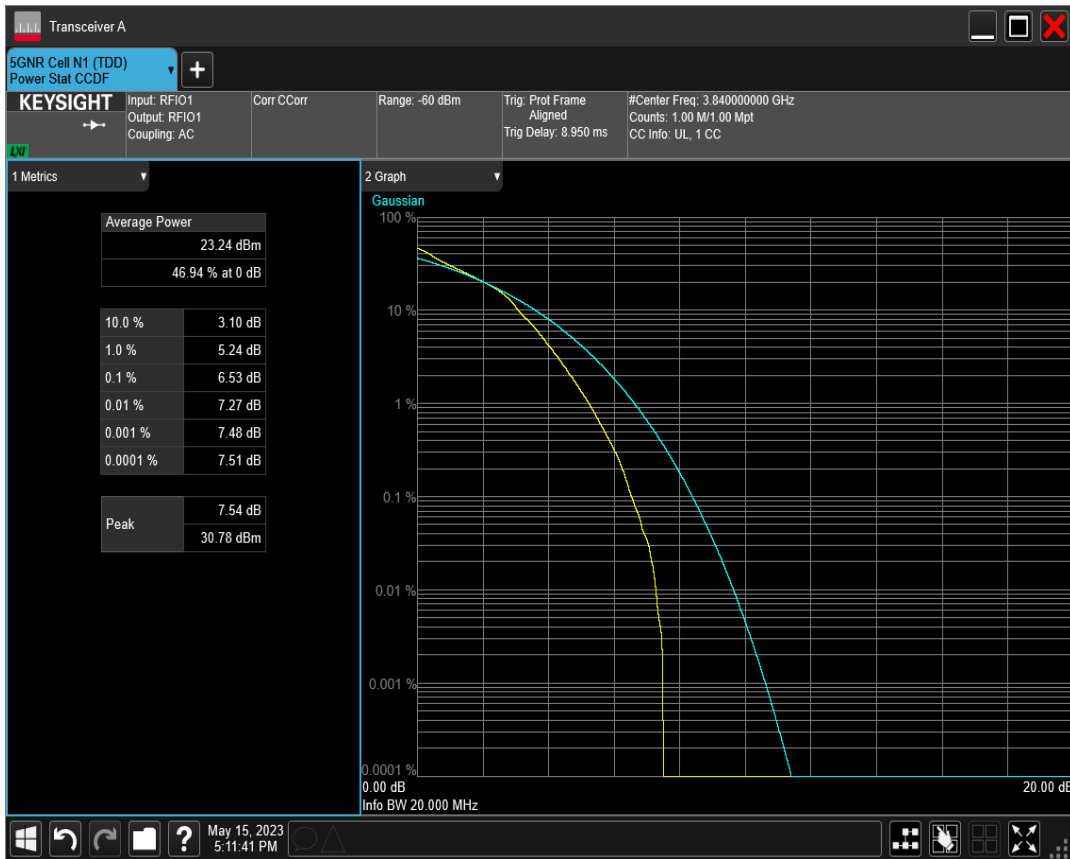 Transceiver A
5GNR Cell N1 (TDD)
Power Stat CCDF
+
KEYSIGHT
LXI
Input: RFIO1
Output: RFIO1
Coupling: AC
Corr CCorr
Range: -60 dBm
Trig: Prot Frame
Aligned
Trig Delay: 8.950 ms
#Center Freq: 3.840000000 GHz
Counts: 1.00 M/1.00 Mpt
CC Info: UL, 1 CC
1 Metrics
Average Power
23.24 dBm
46.94 % at 0 dB
10.0 % 3.10 dB
1.0 % 5.24 dB
0.1 % 6.53 dB
0.01 % 7.27 dB
0.001 % 7.48 dB
0.0001 % 7.51 dB
Peak
7.54 dB
30.78 dBm
2 Graph
Gaussian
100 %
10 %
1 %
0.1 %
0.01 %
0.001 %
0.0001 %
0.00 dB 20.00 dB
Info BW 20.000 MHz
?
May 15, 2023
5:11:41 PM